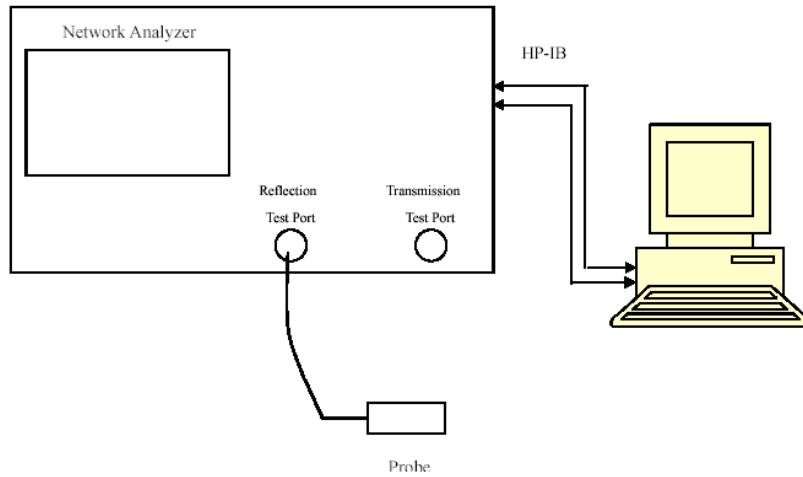 Network Analyzer
HP-IB
Reflection
Test Port
Transmission
Test Port
Probe